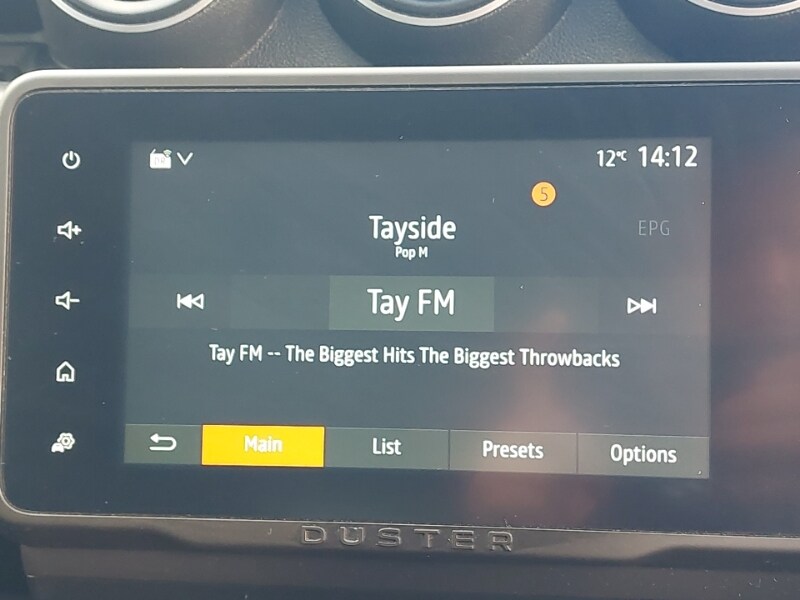 12°C 14:12
5
Tayside
EPG
Pop M
Tay FM
Tay FM -- The Biggest Hits The Biggest Throwbacks
Main List Presets Options
DUSTER